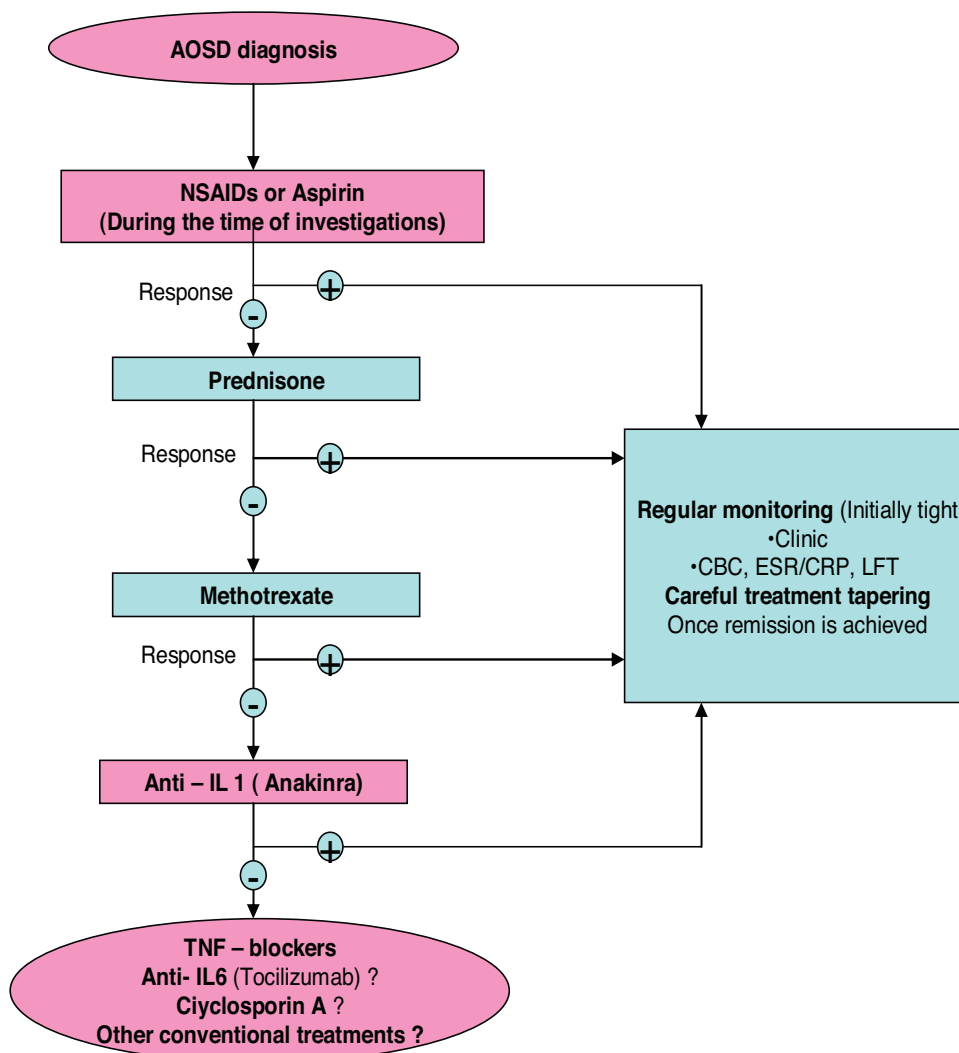 AOSD diagnosis
NSAIDs or Aspirin
(During the time of investigations)
Response
+
-
Prednisone
Response
+
-
Methotrexate
Response
+
-
Anti – IL 1 ( Anakinra)
+
-
TNF – blockers
Anti- IL6 (Tocilizumab) ?
Ciyclosporin A ?
Other conventional treatments ?
Regular monitoring (Initially tight
•Clinic
•CBC, ESR/CRP, LFT
Careful treatment tapering
Once remission is achieved